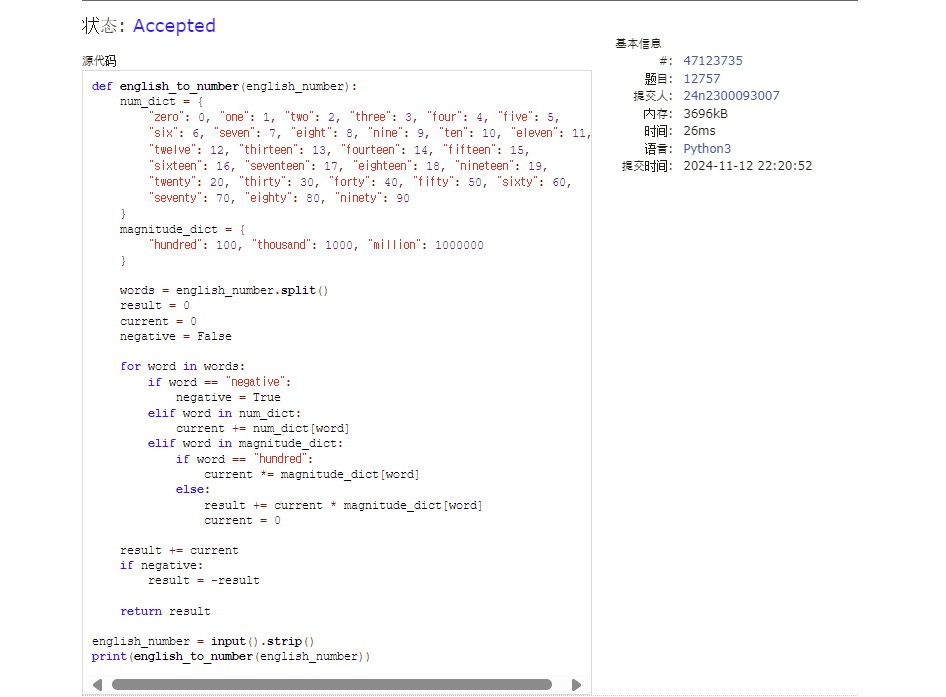 状态: Accepted
源代码
def english_to_number(english_number):
    num_dict = {
        "zero": 0, "one": 1, "two": 2, "three": 3, "four": 4, "five": 5,
        "six": 6, "seven": 7, "eight": 8, "nine": 9, "ten": 10, "eleven": 11,
        "twelve": 12, "thirteen": 13, "fourteen": 14, "fifteen": 15,
        "sixteen": 16, "seventeen": 17, "eighteen": 18, "nineteen": 19,
        "twenty": 20, "thirty": 30, "forty": 40, "fifty": 50, "sixty": 60,
        "seventy": 70, "eighty": 80, "ninety": 90
    }
    magnitude_dict = {
        "hundred": 100, "thousand": 1000, "million": 1000000
    }

    words = english_number.split()
    result = 0
    current = 0
    negative = False

    for word in words:
        if word == "negative":
            negative = True
        elif word in num_dict:
            current += num_dict[word]
        elif word in magnitude_dict:
            if word == "hundred":
                current *= magnitude_dict[word]
            else:
                result += current * magnitude_dict[word]
                current = 0

    result += current
    if negative:
        result = -result

    return result

english_number = input().strip()
print(english_to_number(english_number))
基本信息
#: 47123735
题目: 12757
提交人: 24n2300093007
内存: 3696kB
时间: 26ms
语言: Python3
提交时间: 2024-11-12 22:20:52